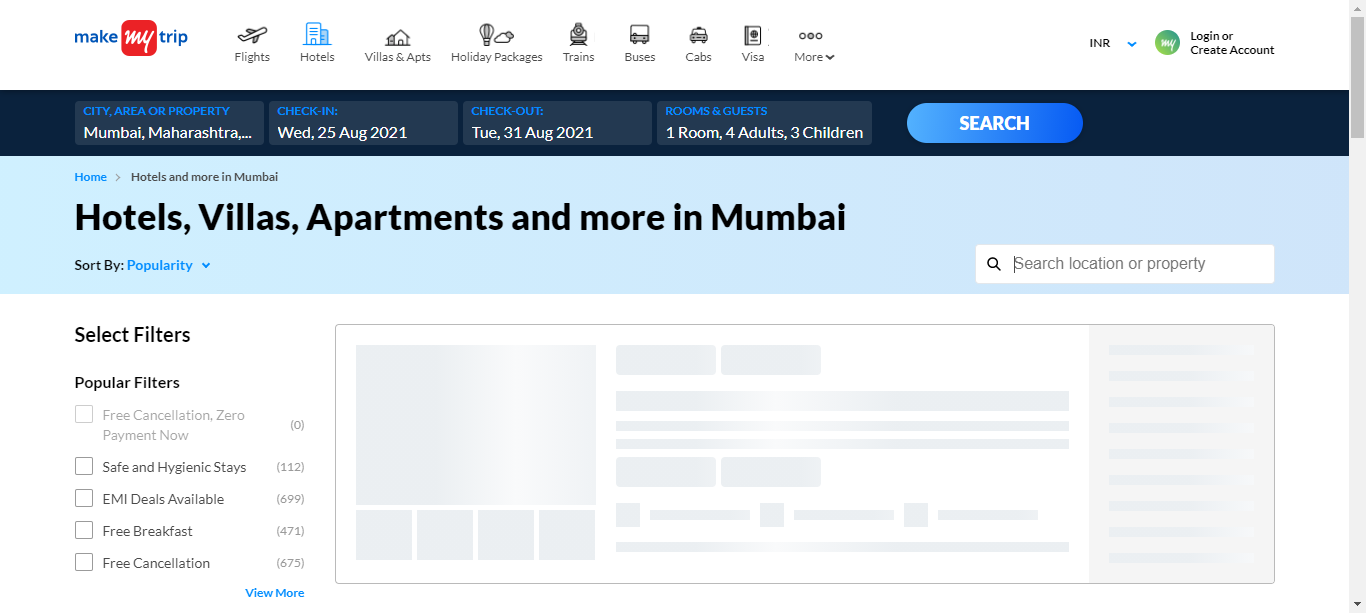 make my trip
Flights
Hotels
Villas & Apts
Holiday Packages
Trains
Buses
Cabs
Visa
More
INR
my
Login or
Create Account
CITY, AREA OR PROPERTY
Mumbai, Maharashtra,...
CHECK-IN:
Wed, 25 Aug 2021
CHECK-OUT:
Tue, 31 Aug 2021
ROOMS & GUESTS
1 Room, 4 Adults, 3 Children
SEARCH
Home > Hotels and more in Mumbai
Hotels, Villas, Apartments and more in Mumbai
Sort By: Popularity
Search location or property
Select Filters
Popular Filters
Free Cancellation, Zero
Payment Now
(0)
Safe and Hygienic Stays (112)
EMI Deals Available (699)
Free Breakfast (471)
Free Cancellation (675)
View More